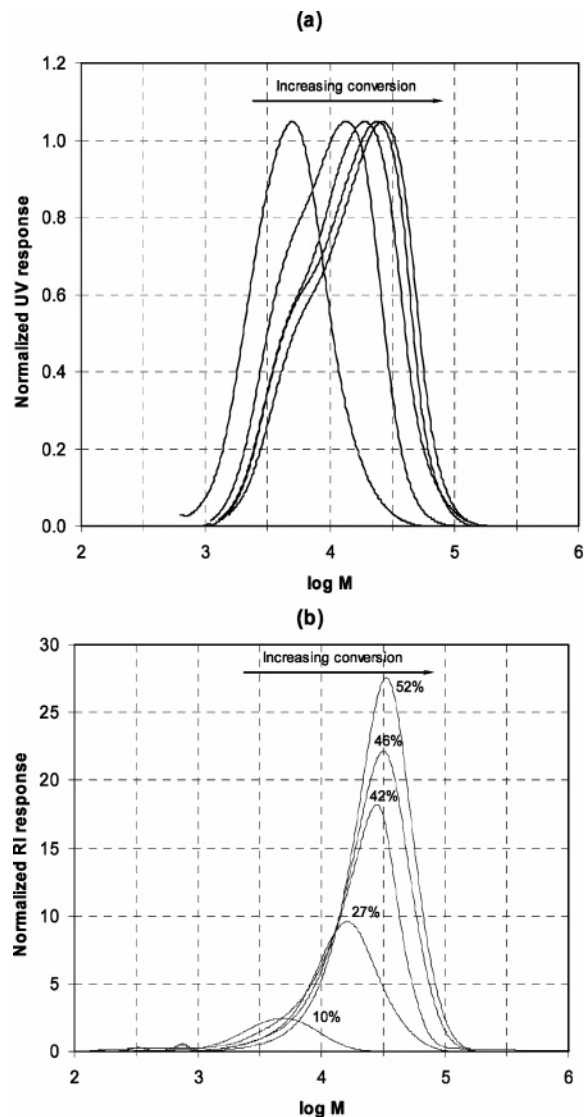 (a)
1.2
Increasing conversion
1.0
0.8
0.6
0.4
0.2
0.0
Normalized UV response
2 3 4 5 6
log M
(b)
30
Increasing conversion
52%
25
46%
20
42%
15
27%
10
5
10%
0
Normalized RI response
2 3 4 5 6
log M